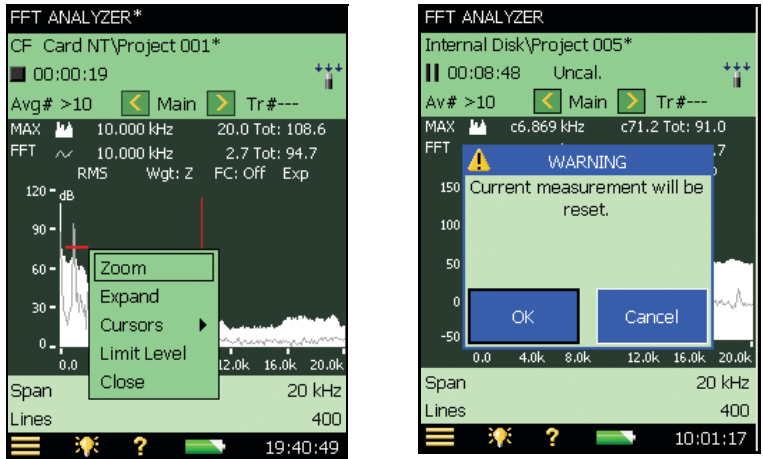 FFT ANALYZER*
CF Card NT\Project 001*
00:00:19
Avg# >10 < Main > Tr#---
MAX 10.000 kHz 20.0 Tot: 108.6
FFT 10.000 kHz 2.7 Tot: 94.7
RMS Wgt: Z FC: Off Exp
120 dB
90
60
30
0
Zoom
Expand
Cursors
Limit Level
Close
0.0 12.0k 16.0k 20.0k
Span 20 kHz
Lines 400
? 19:40:49
FFT ANALYZER
Internal Disk\Project 005*
00:08:48 Uncal.
Av# >10 < Main > Tr#---
MAX c6.869 kHz c71.2 Tot: 91.0
FFT .7
WARNING
Current measurement will be
reset.
OK Cancel
150
100
50
0
-50
0.0 4.0k 8.0k 12.0k 16.0k 20.0k
Span 20 kHz
Lines 400
? 10:01:17